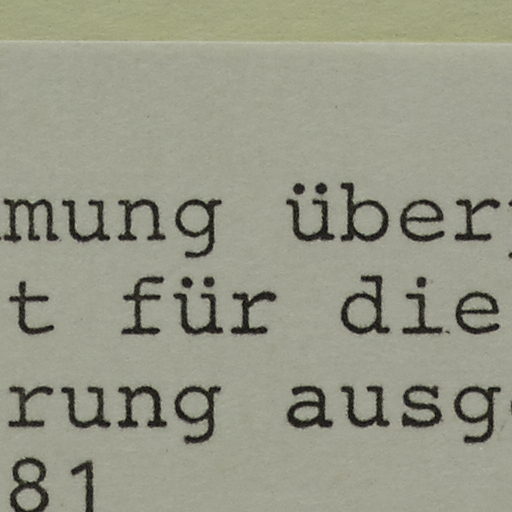 mung über
t für die
rung ausg
81